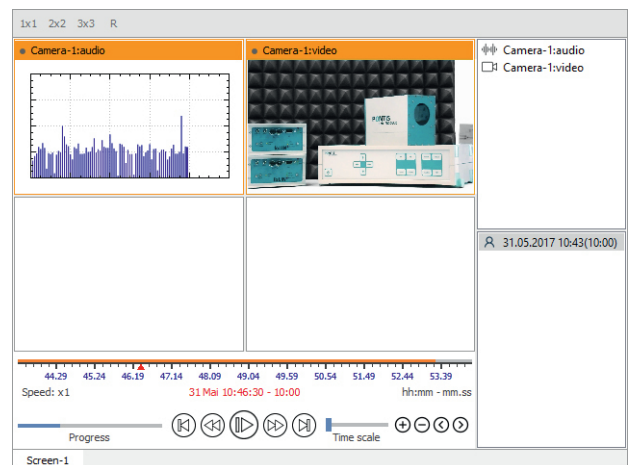 1x1 2x2 3x3 R
Camera-1:audio
Camera-1:video
Camera-1:audio
Camera-1:video
31.05.2017 10:43(10:00)
44.29 45.24 46.19 47.14 48.09 49.04 49.59 50.54 51.49 52.44 53.39
Speed: x1 31 Mai 10:46:30 - 10:00 hh:mm - mm.ss
Progress
Time scale
Screen-1